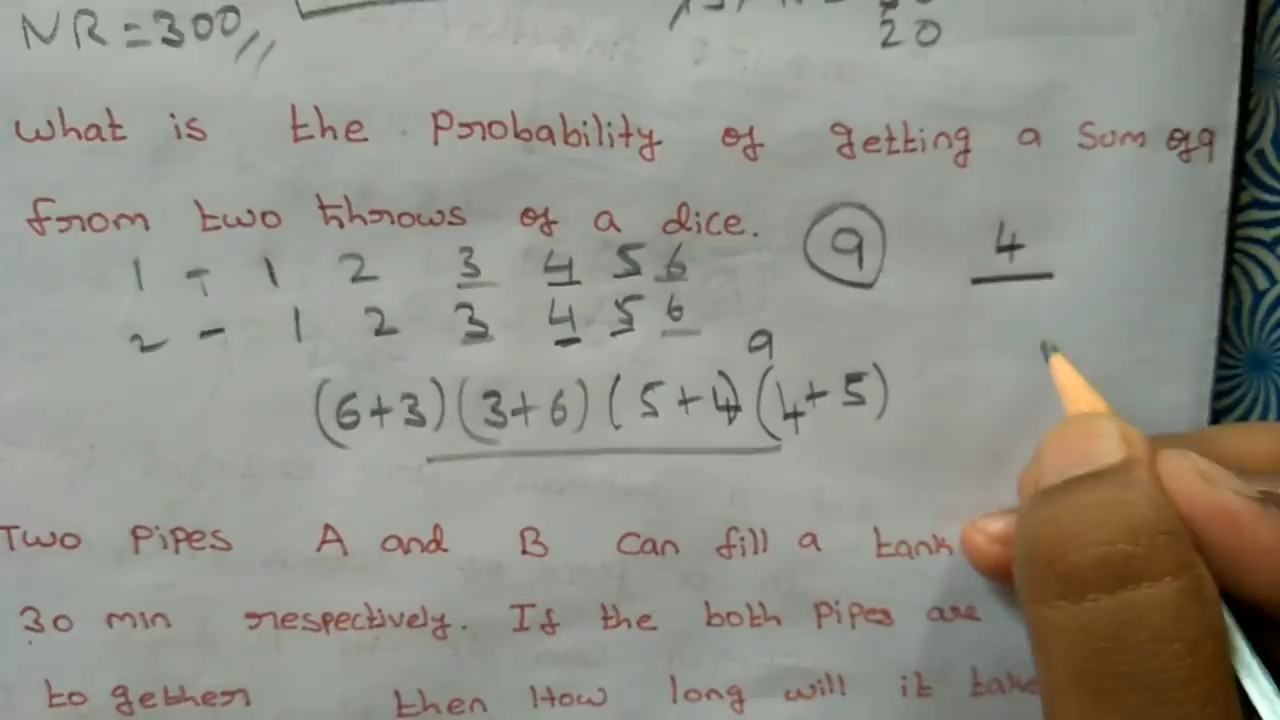 NR=300,,
20
What is the Probability of getting a Sum of 9
from two throws of a dice.
9
4
1 - 1 2 3 4 5 6
2 - 1 2 3 4 5 6
9
(6+3)(3+6)(5+4)(4+5)
Two Pipes A and B can fill a tank
30 min respectively. If the both pipes are
to gether then How long will it take